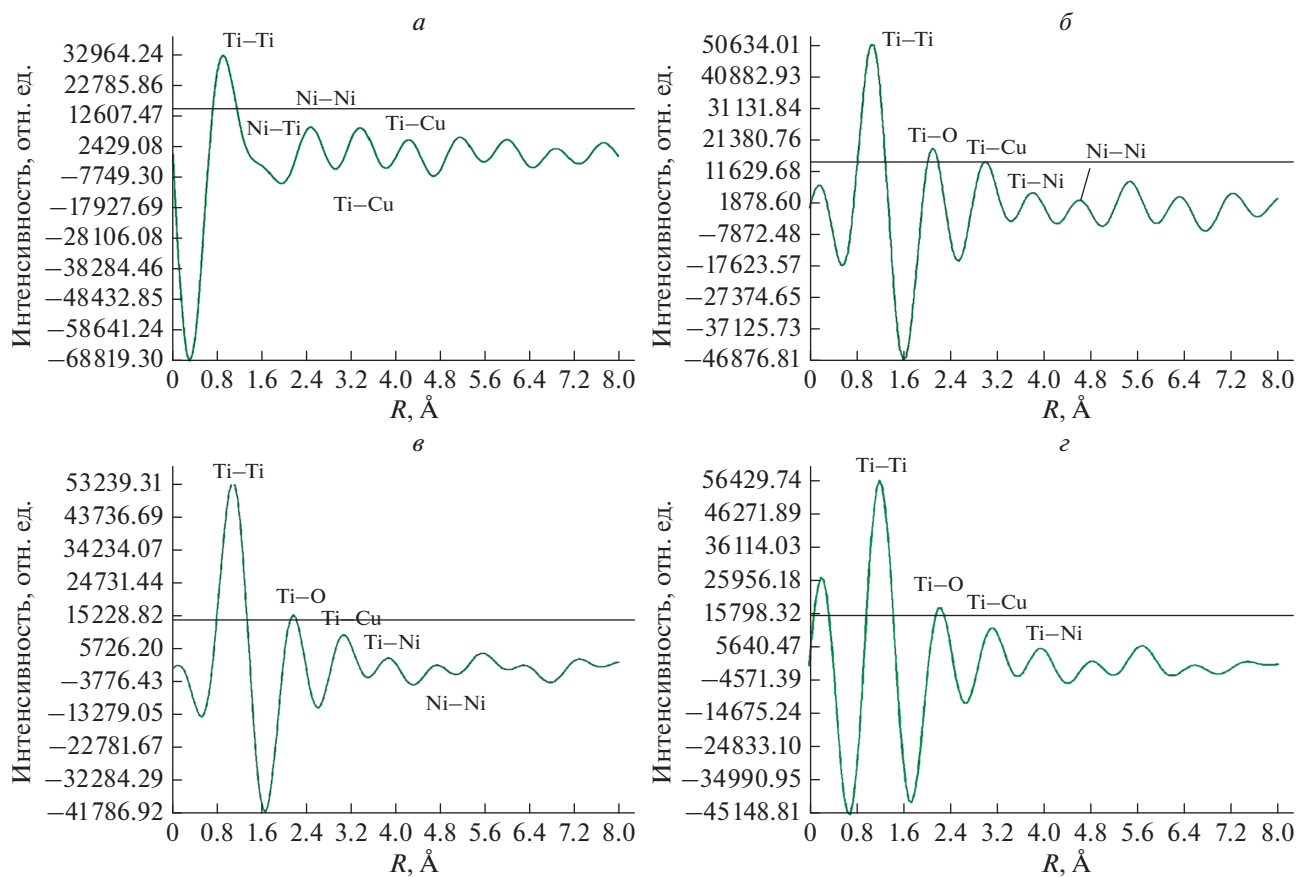 а
Интенсивность, отн. ед.
32964.24
22785.86
12607.47
2429.08
−7749.30
−17927.69
−28106.08
−38284.46
−48432.85
−58641.24
−68819.30
Ti–Ti
Ni–Ni
Ni–Ti
Ti–Cu
Ti–Cu
0 0.8 1.6 2.4 3.2 4.8 5.6 6.4 7.2 8.0
R, Å
б
Интенсивность, отн. ед.
50634.01
40882.93
31131.84
21380.76
11629.68
1878.60
−7872.48
−17623.57
−27374.65
−37125.73
−46876.81
Ti–Ti
Ti–O
Ti–Cu
Ni–Ni
Ti–Ni
0 0.8 1.6 2.4 3.2 4.8 5.6 6.4 7.2 8.0
R, Å
в
Интенсивность, отн. ед.
53239.31
43736.69
34234.07
24731.44
15228.82
5726.20
−3776.43
−13279.05
−22781.67
−32284.29
−41786.92
Ti–Ti
Ti–O
Ti–Cu
Ti–Ni
Ni–Ni
0 0.8 1.6 2.4 3.2 4.8 5.6 6.4 7.2 8.0
R, Å
г
Интенсивность, отн. ед.
56429.74
46271.89
36114.03
25956.18
15798.32
5640.47
−4571.39
−14675.24
−24833.10
−34990.95
−45148.81
Ti–Ti
Ti–O
Ti–Cu
Ti–Ni
0 0.8 1.6 2.4 3.2 4.8 5.6 6.4 7.2 8.0
R, Å